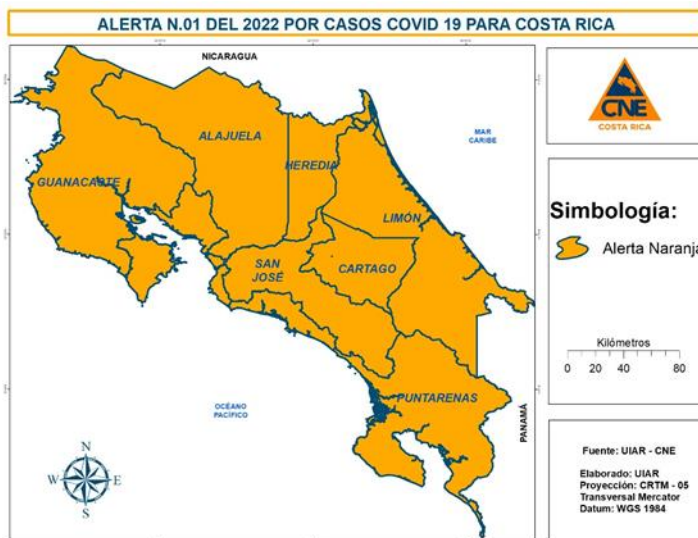 ALERTA N.01 DEL 2022 POR CASOS COVID 19 PARA COSTA RICA
NICARAGUA
MAR
CARIBE
ALAJUELA
HEREDIA
GUANACASTE
LIMÓN
SAN
JOSÉ
CARTAGO
PUNTARENAS
OCÉANO
PACÍFICO
PANAMÁ
N
W
E
S
CNE
COSTA RICA
Simbología:
Alerta Naranja
Kilómetros
0 20 40 60 80
Fuente: UIAR - CNE
Elaborado: UIAR
Proyección: CRTM - 05
Transversal Mercator
Datum: WGS 1984